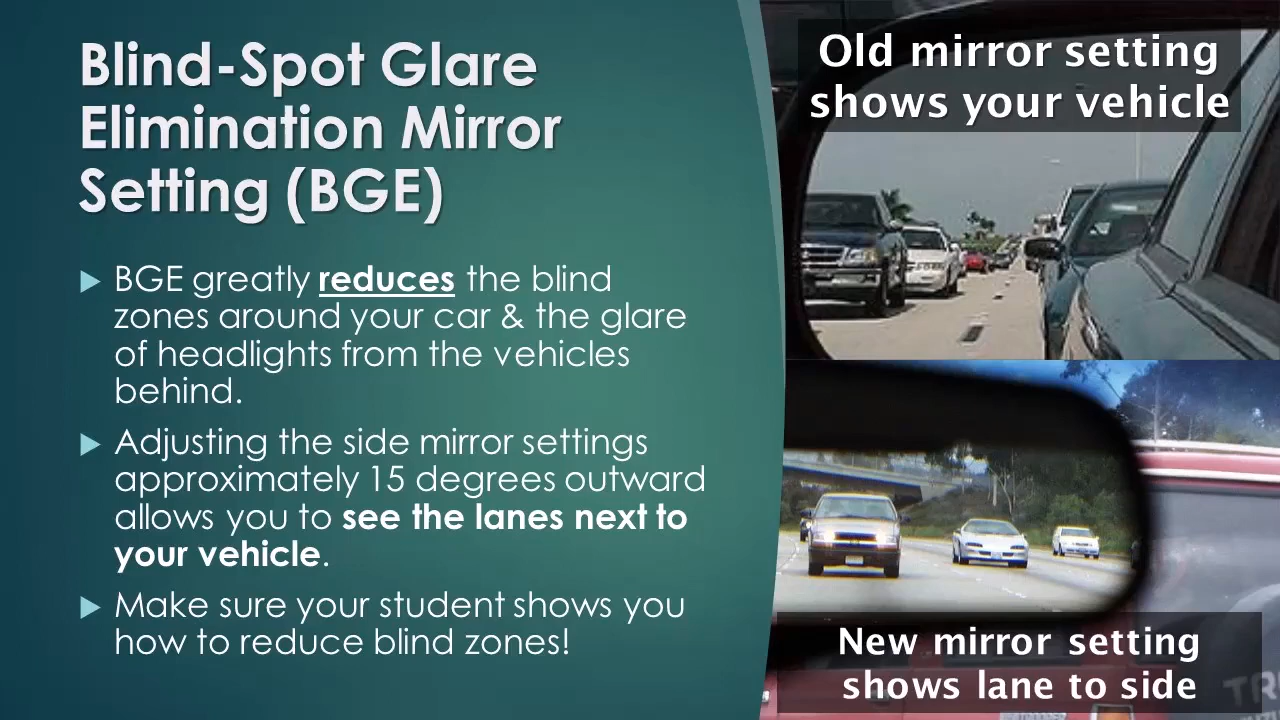 Blind-Spot Glare
Elimination Mirror
Setting (BGE)
BGE greatly reduces the blind
zones around your car & the glare
of headlights from the vehicles
behind.
Adjusting the side mirror settings
approximately 15 degrees outward
allows you to see the lanes next to
your vehicle.
Make sure your student shows you
how to reduce blind zones!
Old mirror setting
shows your vehicle
New mirror setting
shows lane to side